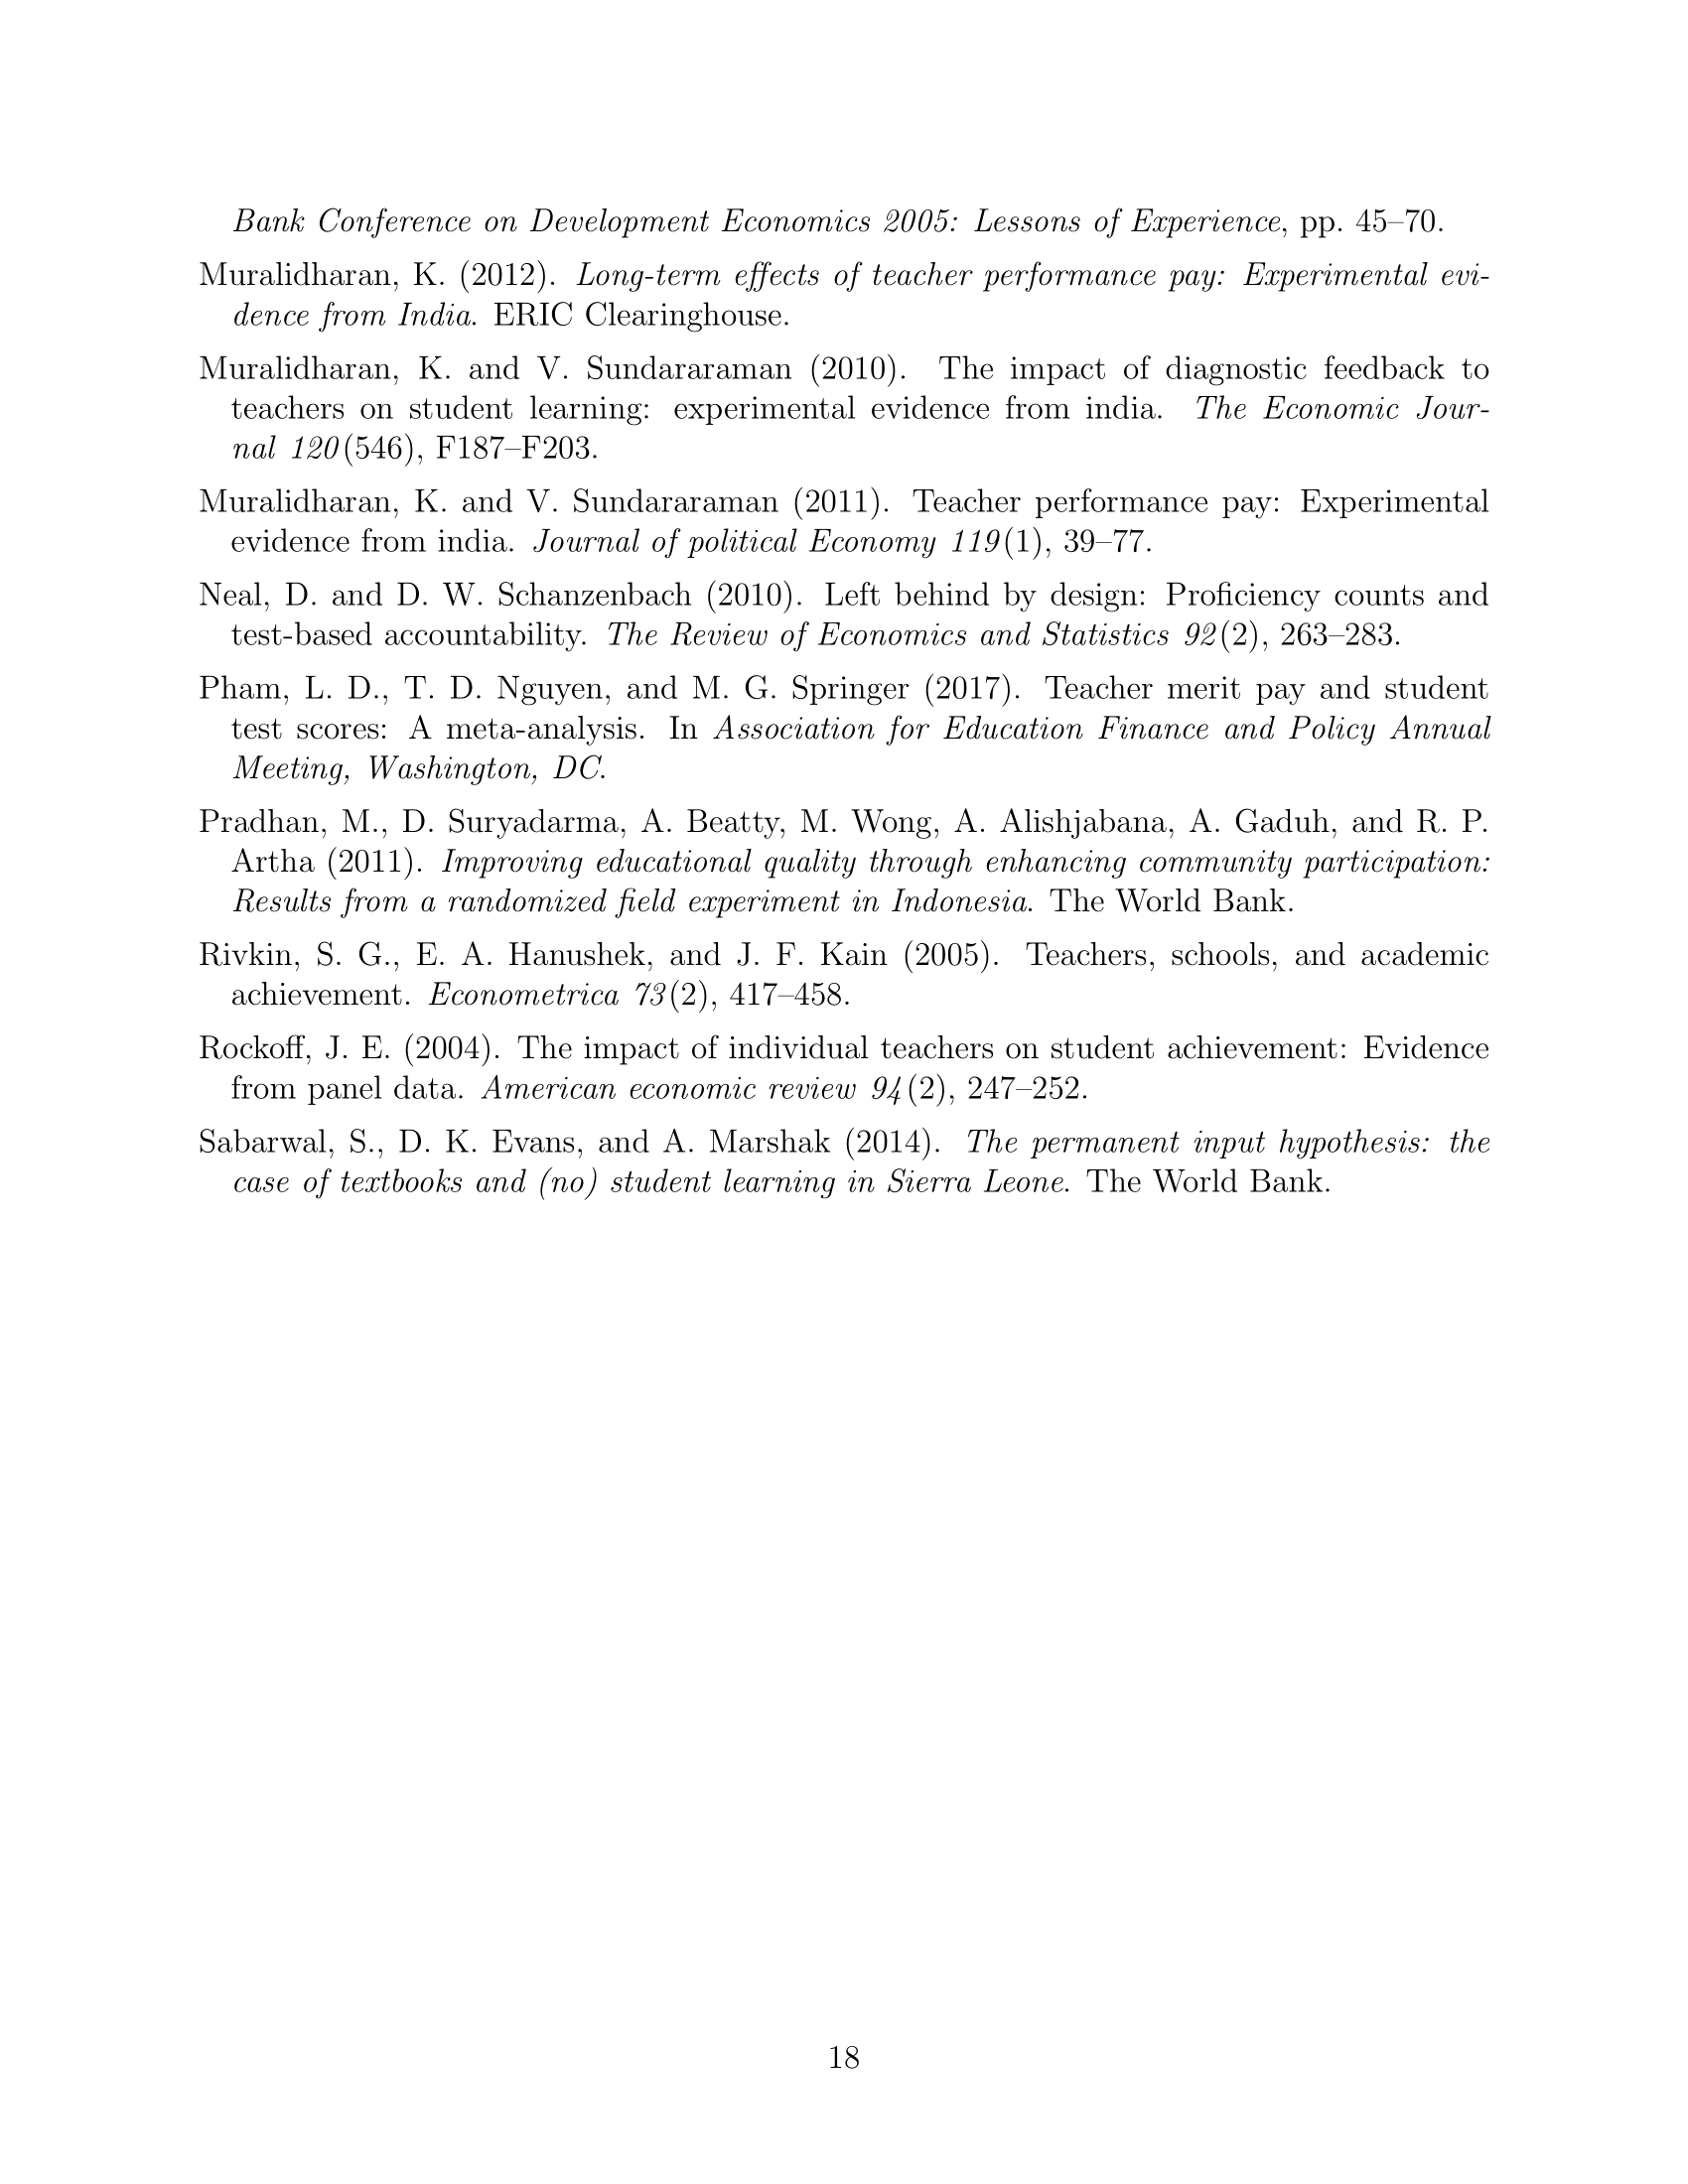 Bank Conference on Development Economics 2005: Lessons of Experience, pp. 45–70.
Muralidharan, K. (2012). Long-term effects of teacher performance pay: Experimental evi-
dence from India. ERIC Clearinghouse.
Muralidharan, K. and V. Sundararaman (2010). The impact of diagnostic feedback to
teachers on student learning: experimental evidence from india. The Economic Jour-
nal 120(546), F187–F203.
Muralidharan, K. and V. Sundararaman (2011). Teacher performance pay: Experimental
evidence from india. Journal of political Economy 119(1), 39–77.
Neal, D. and D. W. Schanzenbach (2010). Left behind by design: Proficiency counts and
test-based accountability. The Review of Economics and Statistics 92(2), 263–283.
Pham, L. D., T. D. Nguyen, and M. G. Springer (2017). Teacher merit pay and student
test scores: A meta-analysis. In Association for Education Finance and Policy Annual
Meeting, Washington, DC.
Pradhan, M., D. Suryadarma, A. Beatty, M. Wong, A. Alishjabana, A. Gaduh, and R. P.
Artha (2011). Improving educational quality through enhancing community participation:
Results from a randomized field experiment in Indonesia. The World Bank.
Rivkin, S. G., E. A. Hanushek, and J. F. Kain (2005). Teachers, schools, and academic
achievement. Econometrica 73(2), 417–458.
Rockoff, J. E. (2004). The impact of individual teachers on student achievement: Evidence
from panel data. American economic review 94(2), 247–252.
Sabarwal, S., D. K. Evans, and A. Marshak (2014). The permanent input hypothesis: the
case of textbooks and (no) student learning in Sierra Leone. The World Bank.
18